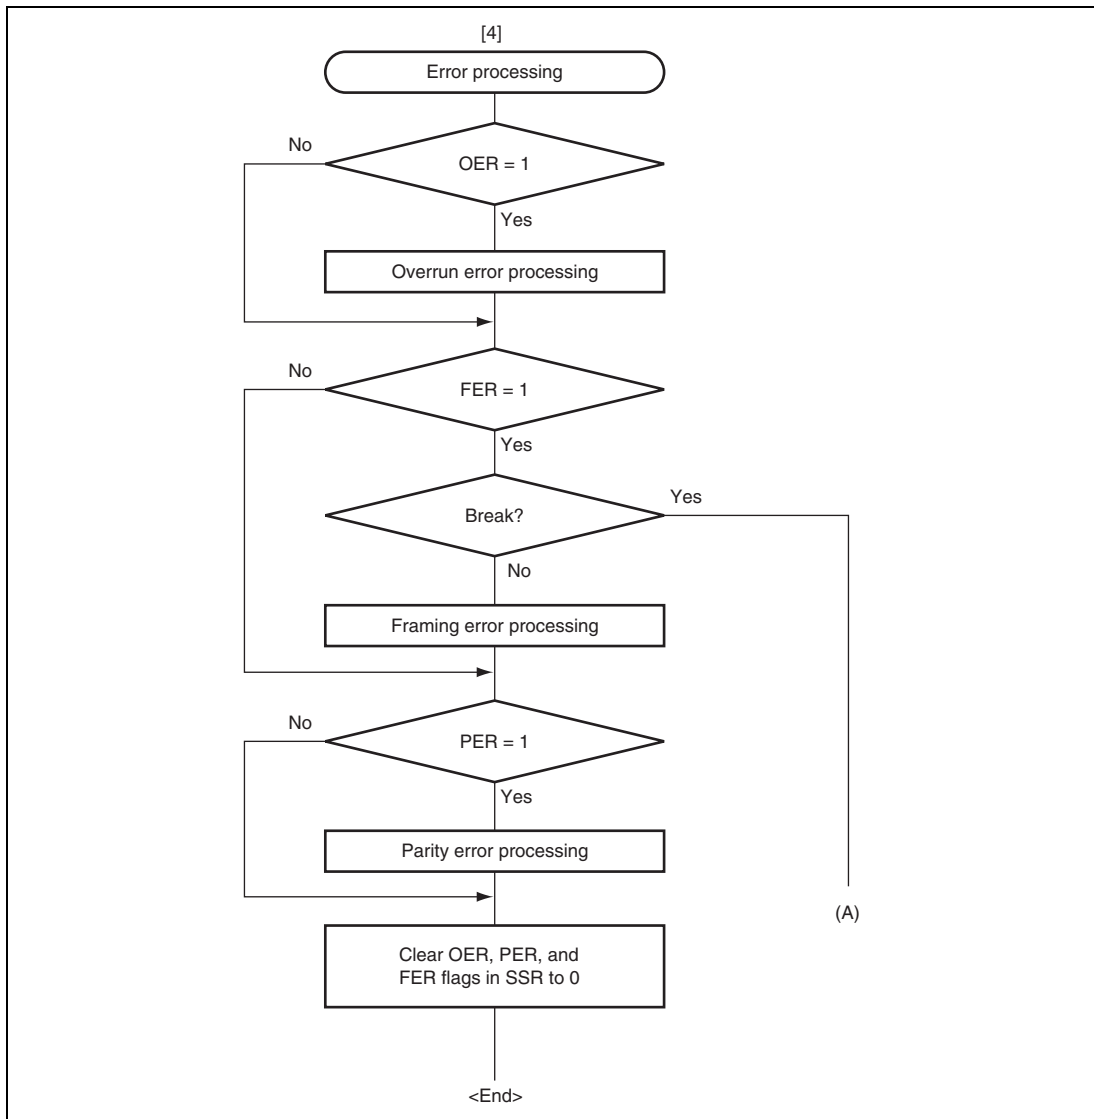 [4]
Error processing
No
OER = 1
Yes
Overrun error processing
No
FER = 1
Yes
Yes
Break?
No
Framing error processing
No
PER = 1
Yes
Parity error processing
(A)
Clear OER, PER, and
FER flags in SSR to 0
<End>